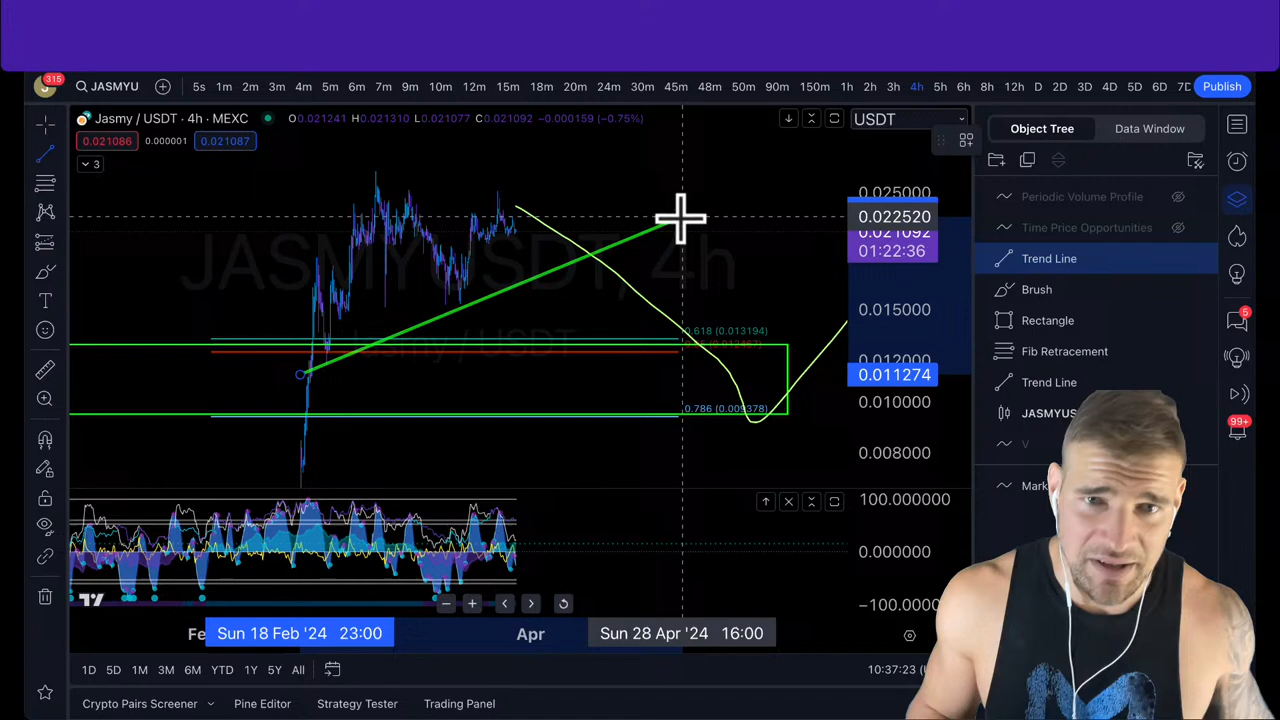 315
JASMYU
5s 1m 2m 3m 4m 5m 6m 7m 9m 10m 12m 15m 18m 20m 24m 30m 45m 48m 50m 90m 150m 1h 2h 3h 4h 5h 6h 8h 12h D 2D 3D 4D 5D 6D 7D
Publish
Jasmy / USDT · 4h · MEXC
O0.021241 H0.021310 L0.021077 C0.021092 −0.000159 (−0.75%)
USDT
0.021086 0.000001 0.021087
3
Object Tree
Data Window
Periodic Volume Profile
Time Price Opportunities
Trend Line
Brush
Rectangle
Fib Retracement
Trend Line
JASMYUS
V
Mark
5
99+
JASMYUSDT, 4h
Jasmy / USDT
0.025000
0.022520
0.021092
01:22:36
0.015000
0.012000
0.011274
0.010000
0.008000
0.618 (0.013194)
0.786 (0.009378)
100.000000
0.000000
−100.0000
Fe
Sun 18 Feb '24 23:00
Apr
Sun 28 Apr '24 16:00
1D 5D 1M 3M 6M YTD 1Y 5Y All
10:37:23 (U
Crypto Pairs Screener
Pine Editor
Strategy Tester
Trading Panel